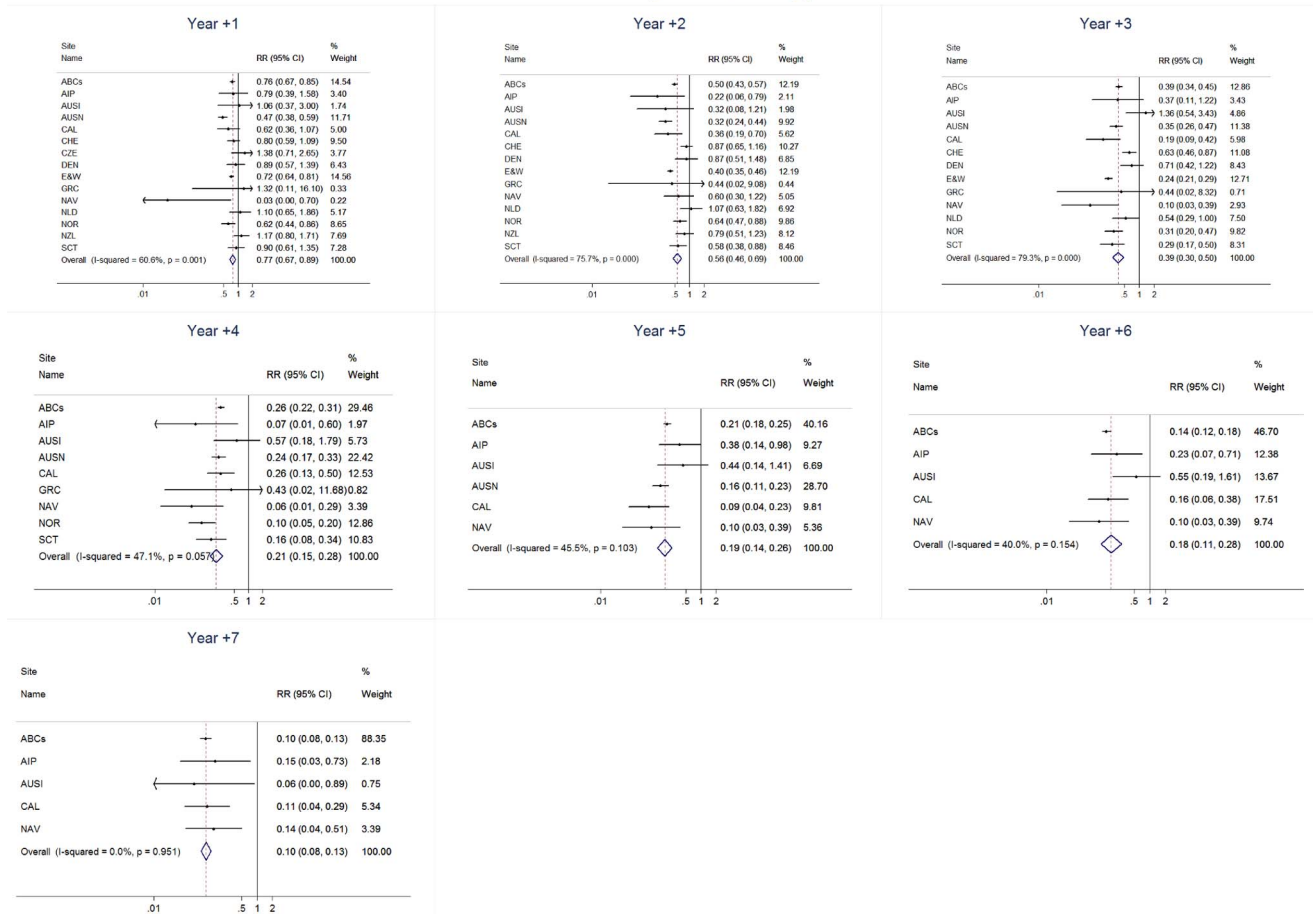 Year +1
Site %
Name RR (95% CI) Weight
ABCs 0.76 (0.67, 0.85) 14.54
AIP 0.79 (0.39, 1.58) 3.40
AUSI 1.06 (0.37, 3.00) 1.74
AUSN 0.47 (0.38, 0.59) 11.71
CAL 0.62 (0.36, 1.07) 5.00
CHE 0.80 (0.59, 1.09) 9.50
CZE 1.38 (0.71, 2.65) 3.77
DEN 0.89 (0.57, 1.39) 6.43
E&W 0.72 (0.64, 0.81) 14.56
GRC 1.32 (0.11, 16.10) 0.33
NAV 0.03 (0.00, 0.70) 0.22
NLD 1.10 (0.65, 1.86) 5.17
NOR 0.62 (0.44, 0.86) 8.65
NZL 1.17 (0.80, 1.71) 7.69
SCT 0.90 (0.61, 1.35) 7.28
Overall (I-squared = 60.6%, p = 0.001) 0.77 (0.67, 0.89) 100.00
.01 .5 1 2
Year +2
Site %
Name RR (95% CI) Weight
ABCs 0.50 (0.43, 0.57) 12.19
AIP 0.22 (0.06, 0.79) 2.11
AUSI 0.32 (0.08, 1.21) 1.98
AUSN 0.32 (0.24, 0.44) 9.92
CAL 0.36 (0.19, 0.70) 5.62
CHE 0.87 (0.65, 1.16) 10.27
DEN 0.87 (0.51, 1.48) 6.85
E&W 0.40 (0.35, 0.46) 12.19
GRC 0.44 (0.02, 9.08) 0.44
NAV 0.60 (0.30, 1.22) 5.05
NLD 1.07 (0.63, 1.82) 6.92
NOR 0.64 (0.47, 0.88) 9.86
NZL 0.79 (0.51, 1.23) 8.12
SCT 0.58 (0.38, 0.88) 8.46
Overall (I-squared = 75.7%, p = 0.000) 0.56 (0.46, 0.69) 100.00
.01 .5 1 2
Year +3
Site %
Name RR (95% CI) Weight
ABCs 0.39 (0.34, 0.45) 12.86
AIP 0.37 (0.11, 1.22) 3.43
AUSI 1.36 (0.54, 3.43) 4.86
AUSN 0.35 (0.26, 0.47) 11.38
CAL 0.19 (0.09, 0.42) 5.98
CHE 0.63 (0.46, 0.87) 11.08
DEN 0.71 (0.42, 1.22) 8.43
E&W 0.24 (0.21, 0.29) 12.71
GRC 0.44 (0.02, 8.32) 0.71
NAV 0.10 (0.03, 0.39) 2.93
NLD 0.54 (0.29, 1.00) 7.50
NOR 0.31 (0.20, 0.47) 9.82
SCT 0.29 (0.17, 0.50) 8.31
Overall (I-squared = 79.3%, p = 0.000) 0.39 (0.30, 0.50) 100.00
.01 .5 1 2
Year +4
Site %
Name RR (95% CI) Weight
ABCs 0.26 (0.22, 0.31) 29.46
AIP 0.07 (0.01, 0.60) 1.97
AUSI 0.57 (0.18, 1.79) 5.73
AUSN 0.24 (0.17, 0.33) 22.42
CAL 0.26 (0.13, 0.50) 12.53
GRC 0.43 (0.02, 11.68) 0.82
NAV 0.06 (0.01, 0.29) 3.39
NOR 0.10 (0.05, 0.20) 12.86
SCT 0.16 (0.08, 0.34) 10.83
Overall (I-squared = 47.1%, p = 0.057) 0.21 (0.15, 0.28) 100.00
.01 .5 1 2
Year +5
Site %
Name RR (95% CI) Weight
ABCs 0.21 (0.18, 0.25) 40.16
AIP 0.38 (0.14, 0.98) 9.27
AUSI 0.44 (0.14, 1.41) 6.69
AUSN 0.16 (0.11, 0.23) 28.70
CAL 0.09 (0.04, 0.23) 9.81
NAV 0.10 (0.03, 0.39) 5.36
Overall (I-squared = 45.5%, p = 0.103) 0.19 (0.14, 0.26) 100.00
.01 .5 1 2
Year +6
Site %
Name RR (95% CI) Weight
ABCs 0.14 (0.12, 0.18) 46.70
AIP 0.23 (0.07, 0.71) 12.38
AUSI 0.55 (0.19, 1.61) 13.67
CAL 0.16 (0.06, 0.38) 17.51
NAV 0.10 (0.03, 0.39) 9.74
Overall (I-squared = 40.0%, p = 0.154) 0.18 (0.11, 0.28) 100.00
.01 .5 1 2
Year +7
Site %
Name RR (95% CI) Weight
ABCs 0.10 (0.08, 0.13) 88.35
AIP 0.15 (0.03, 0.73) 2.18
AUSI 0.06 (0.00, 0.89) 0.75
CAL 0.11 (0.04, 0.29) 5.34
NAV 0.14 (0.04, 0.51) 3.39
Overall (I-squared = 0.0%, p = 0.951) 0.10 (0.08, 0.13) 100.00
.01 .5 1 2